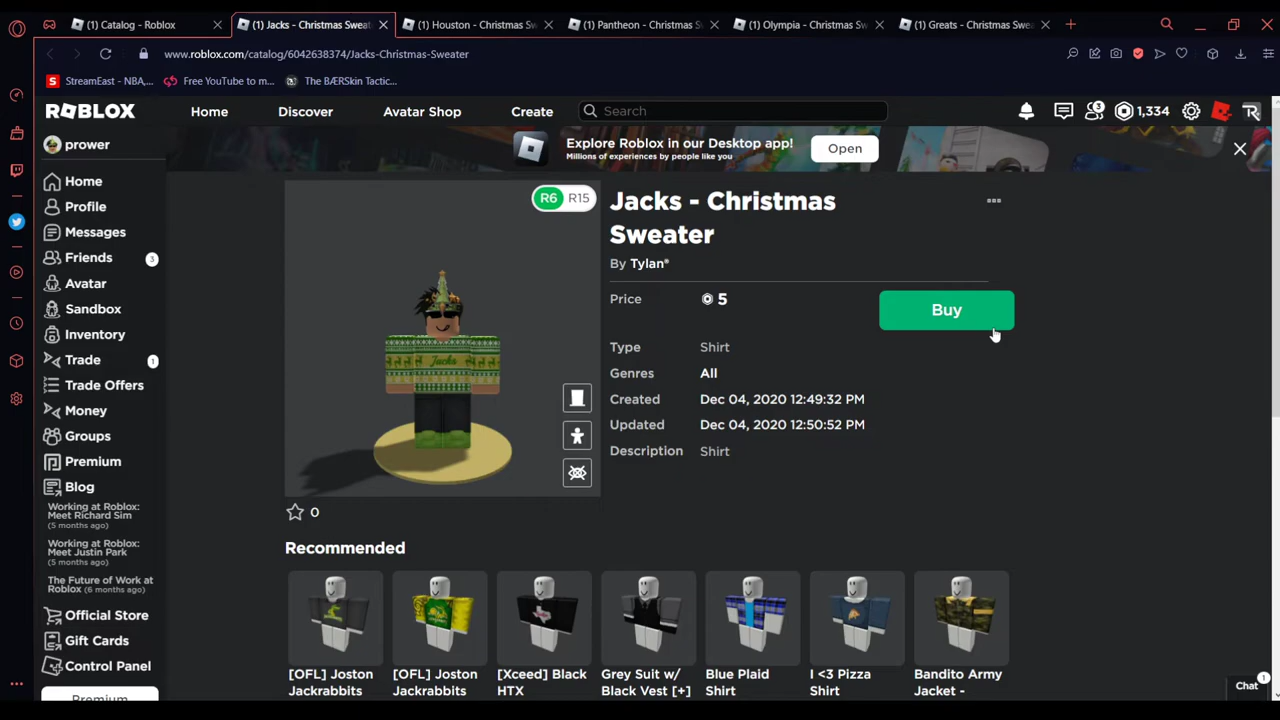 (1) Catalog - Roblox
(1) Jacks - Christmas Sweat
(1) Houston - Christmas Sw
(1) Pantheon - Christmas S
(1) Olympia - Christmas Sw
(1) Greats - Christmas Swea
www.roblox.com/catalog/6042638374/Jacks-Christmas-Sweater
StreamEast - NBA,...
Free YouTube to m...
The BÆRSkin Tactic...
ROBLOX
Home
Discover
Avatar Shop
Create
Search
3
1,334
prower
Explore Roblox in our Desktop app!
Millions of experiences by people like you
Open
Home
Profile
Messages
Friends
3
Avatar
Sandbox
Inventory
Trade
1
Trade Offers
Money
Groups
Premium
Blog
Working at Roblox:
Meet Richard Sim
(5 months ago)
Working at Roblox:
Meet Justin Park
(5 months ago)
The Future of Work at
Roblox (6 months ago)
Official Store
Gift Cards
Control Panel
Premium
R6 R15
Jacks
0
Jacks - Christmas
Sweater
By Tylan*
Price
5
Buy
Type
Shirt
Genres
All
Created
Dec 04, 2020 12:49:32 PM
Updated
Dec 04, 2020 12:50:52 PM
Description
Shirt
Recommended
[OFL] Joston
Jackrabbits
[OFL] Joston
Jackrabbits
[Xceed] Black
HTX
Grey Suit w/
Black Vest [+]
Blue Plaid
Shirt
I <3 Pizza
Shirt
Bandito Army
Jacket -
Chat
1